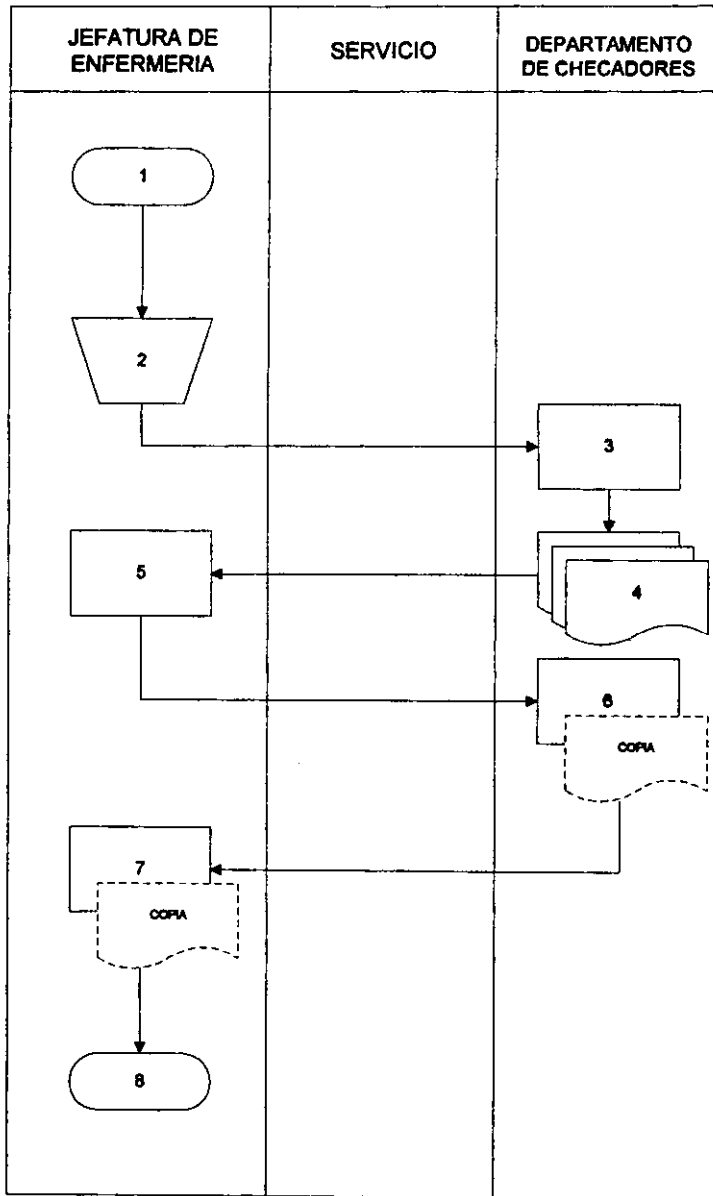 JEFATURA DE
ENFERMERIA
SERVICIO
DEPARTAMENTO
DE CHECADORES
1
2
3
4
5
6
COPIA
7
COPIA
8